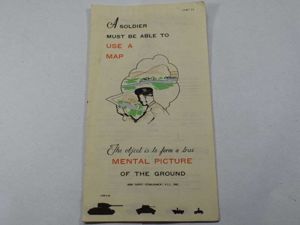 A SOLDIER
MUST BE ABLE TO
USE A
MAP
The object is to form a true
MENTAL PICTURE
OF THE GROUND